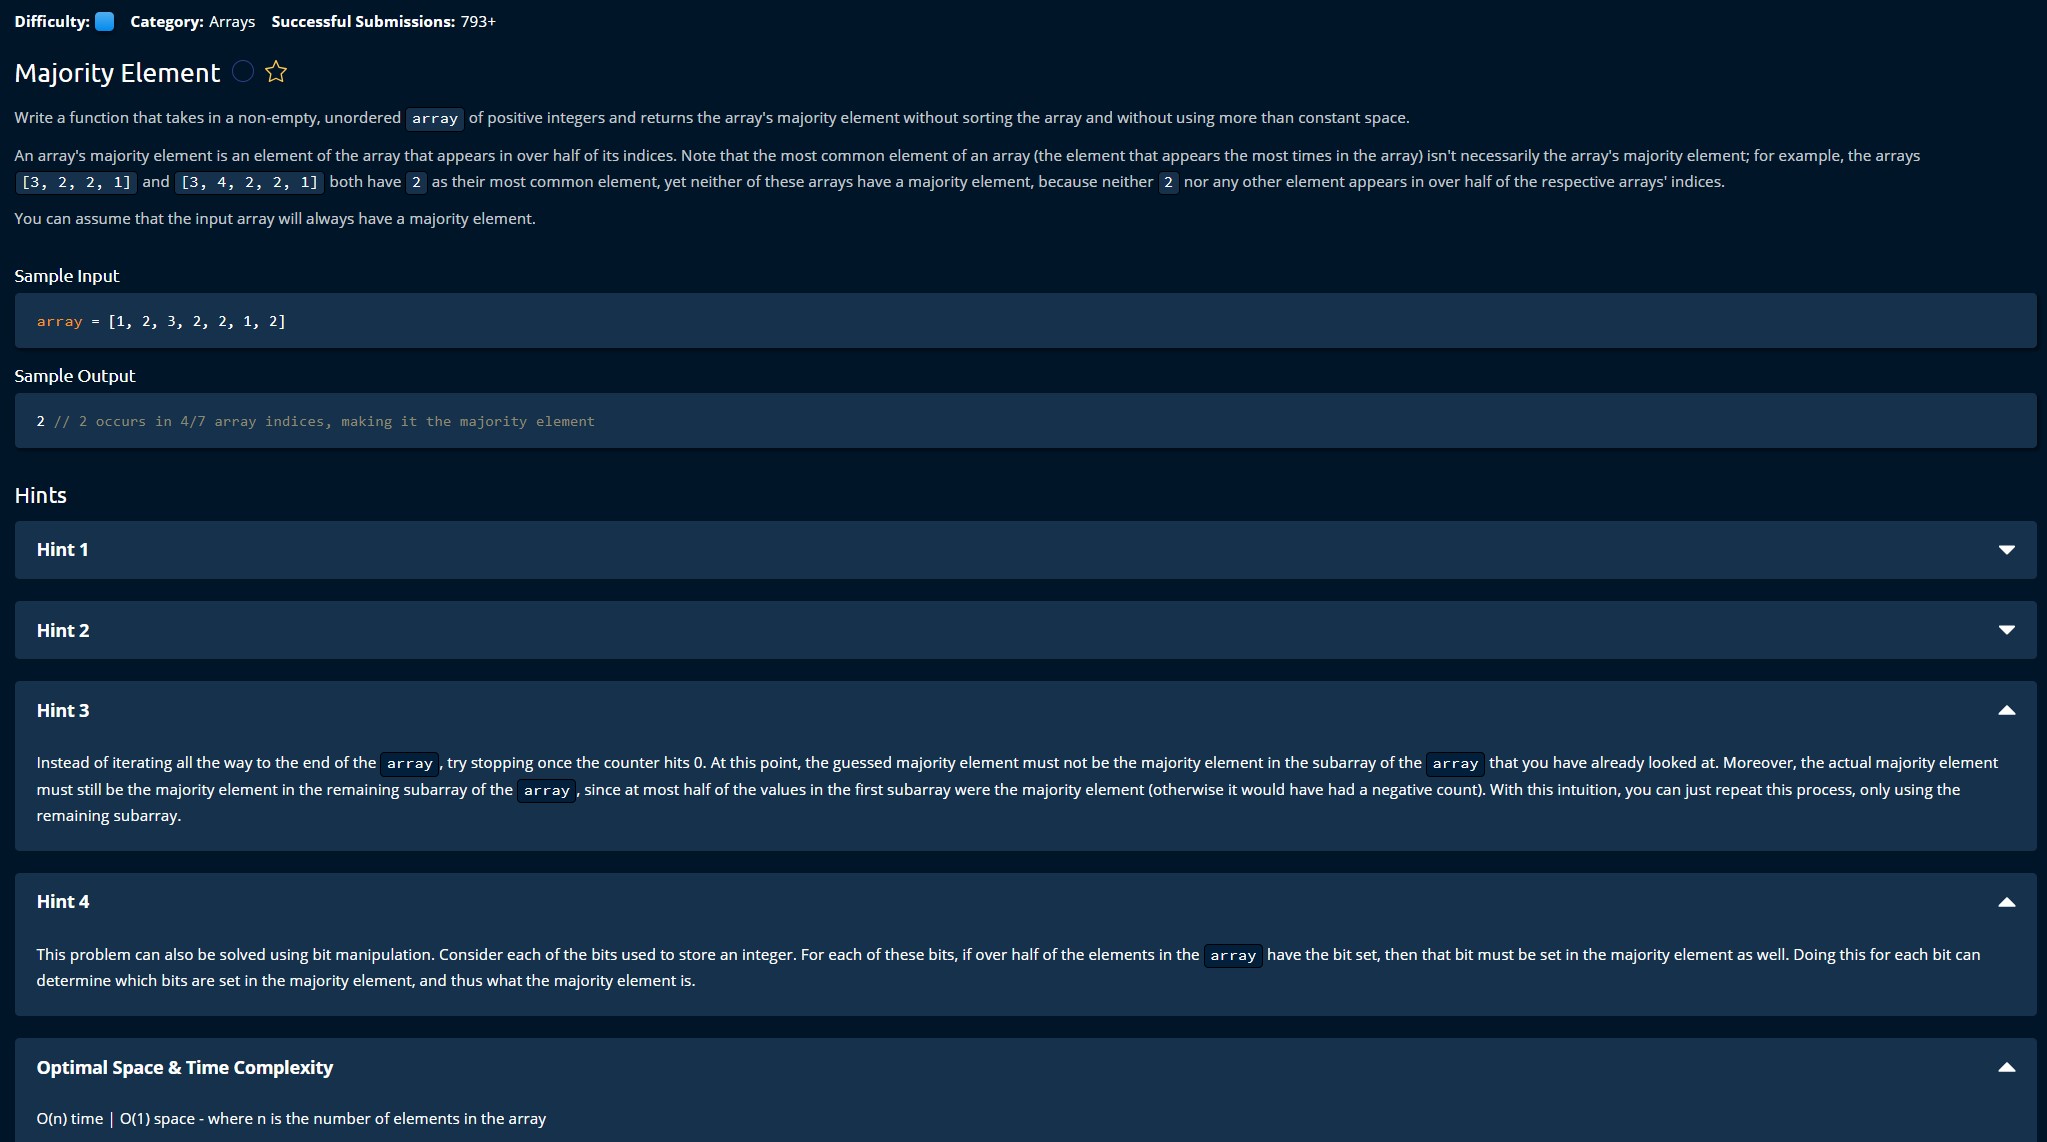 Difficulty: Category: Arrays Successful Submissions: 793+
Majority Element
Write a function that takes in a non-empty, unordered array of positive integers and returns the array's majority element without sorting the array and without using more than constant space.
An array's majority element is an element of the array that appears in over half of its indices. Note that the most common element of an array (the element that appears the most times in the array) isn't necessarily the array's majority element; for example, the arrays
[3, 2, 2, 1] and [3, 4, 2, 2, 1] both have 2 as their most common element, yet neither of these arrays have a majority element, because neither 2 nor any other element appears in over half of the respective arrays' indices.
You can assume that the input array will always have a majority element.
Sample Input
array = [1, 2, 3, 2, 2, 1, 2]
Sample Output
2 // 2 occurs in 4/7 array indices, making it the majority element
Hints
Hint 1
Hint 2
Hint 3
Instead of iterating all the way to the end of the array, try stopping once the counter hits 0. At this point, the guessed majority element must not be the majority element in the subarray of the array that you have already looked at. Moreover, the actual majority element
must still be the majority element in the remaining subarray of the array, since at most half of the values in the first subarray were the majority element (otherwise it would have had a negative count). With this intuition, you can just repeat this process, only using the
remaining subarray.
Hint 4
This problem can also be solved using bit manipulation. Consider each of the bits used to store an integer. For each of these bits, if over half of the elements in the array have the bit set, then that bit must be set in the majority element as well. Doing this for each bit can
determine which bits are set in the majority element, and thus what the majority element is.
Optimal Space & Time Complexity
O(n) time | O(1) space - where n is the number of elements in the array